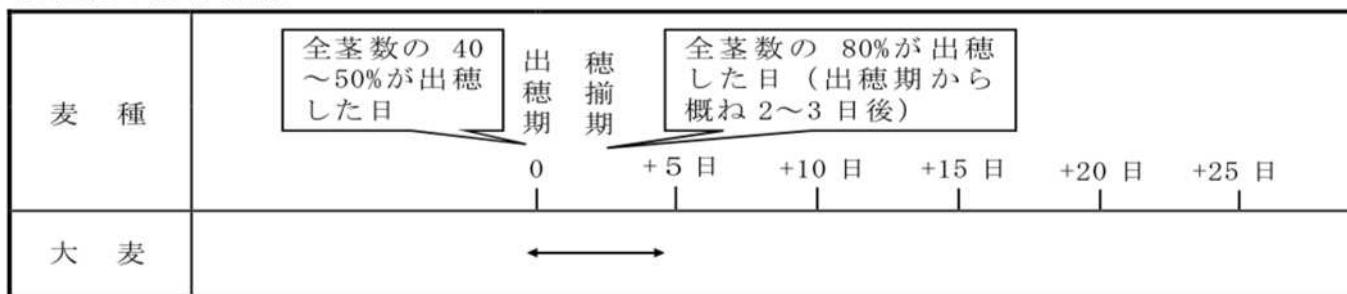 麦種
全茎数の 40
～50%が出穂
した日
出穂期
穂揃期
全茎数の 80%が出穂
した日（出穂期から
概ね 2～3 日後）
0
+5 日
+10 日
+15 日
+20 日
+25 日
大麦